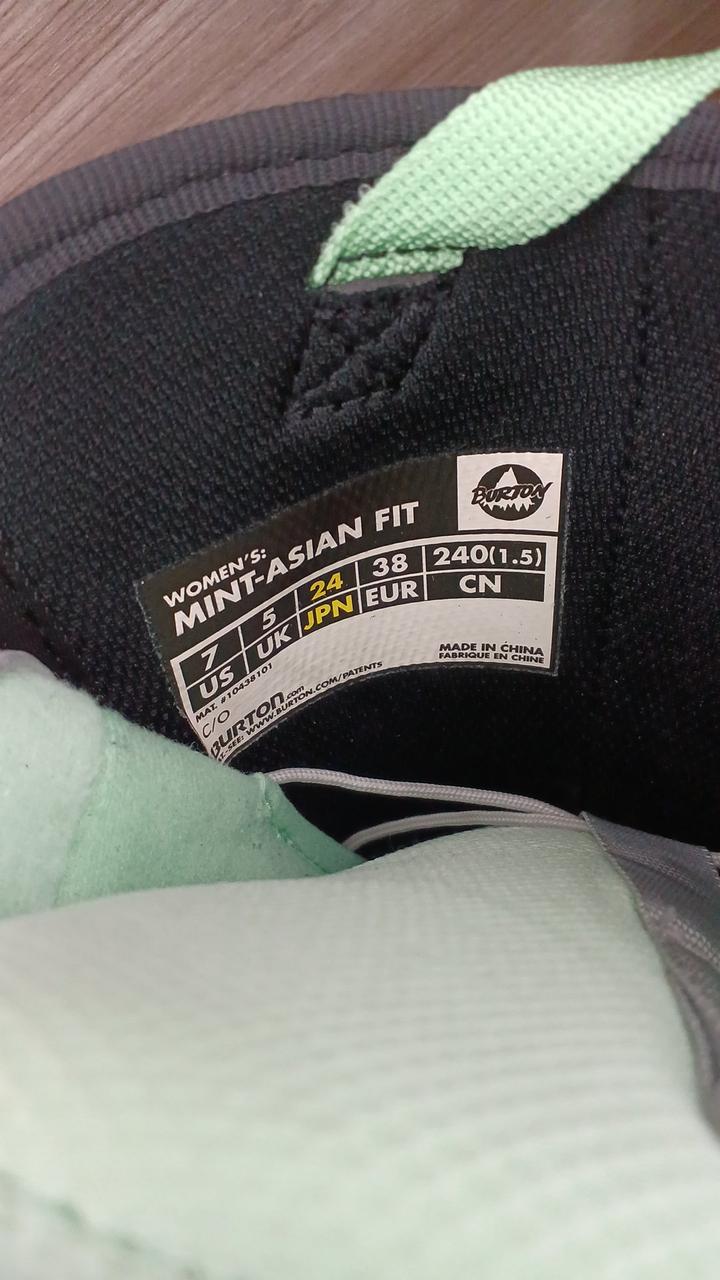 BURTON
WOMEN'S:
MINT-ASIAN FIT
7 5 24 38 240(1.5)
US UK JPN EUR CN
MAT. #10438101
C/O
MADE IN CHINA
FABRIQUE EN CHINE
BURTON.com
SEE: WWW.BURTON.COM/PATENTS